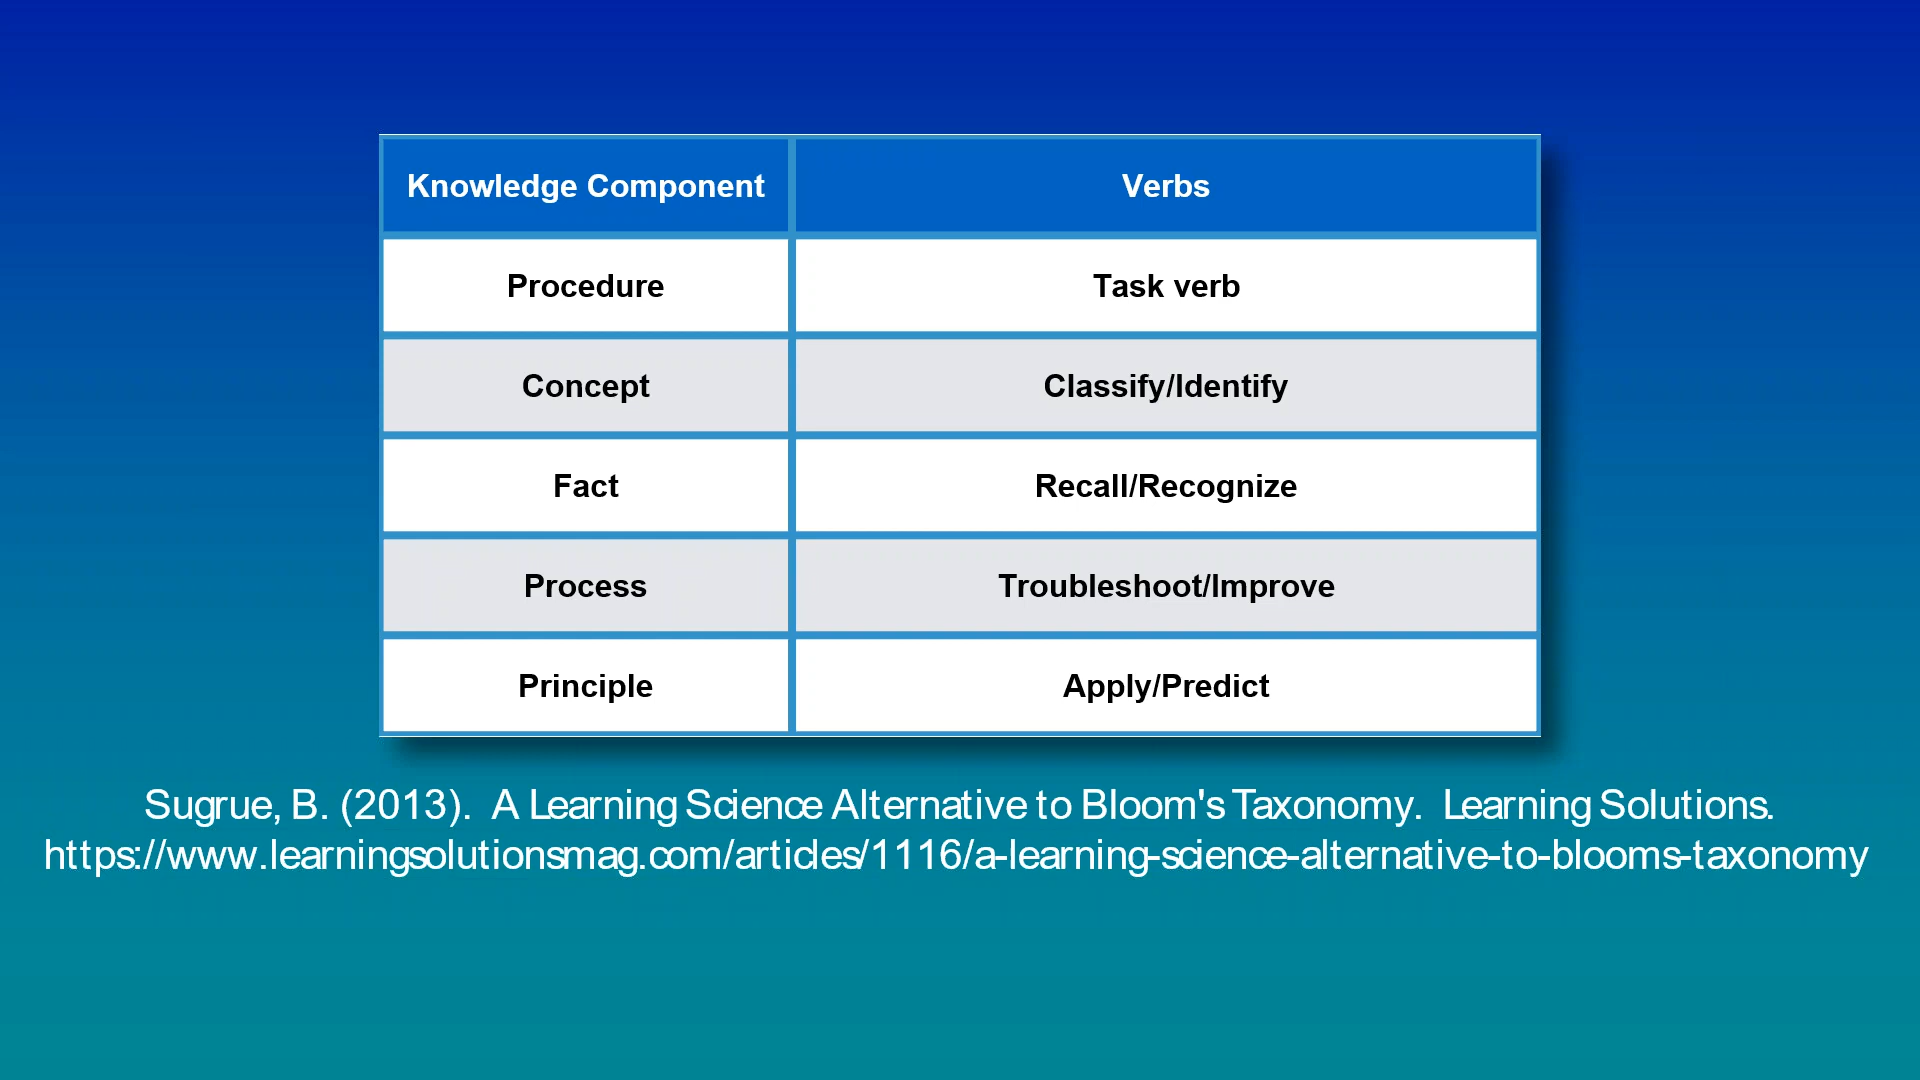 Knowledge Component Verbs
Procedure Task verb
Concept Classify/Identify
Fact Recall/Recognize
Process Troubleshoot/Improve
Principle Apply/Predict
Sugrue, B. (2013).  A Learning Science Alternative to Bloom's Taxonomy.  Learning Solutions.
https://www.learningsolutionsmag.com/articles/1116/a-learning-science-alternative-to-blooms-taxonomy